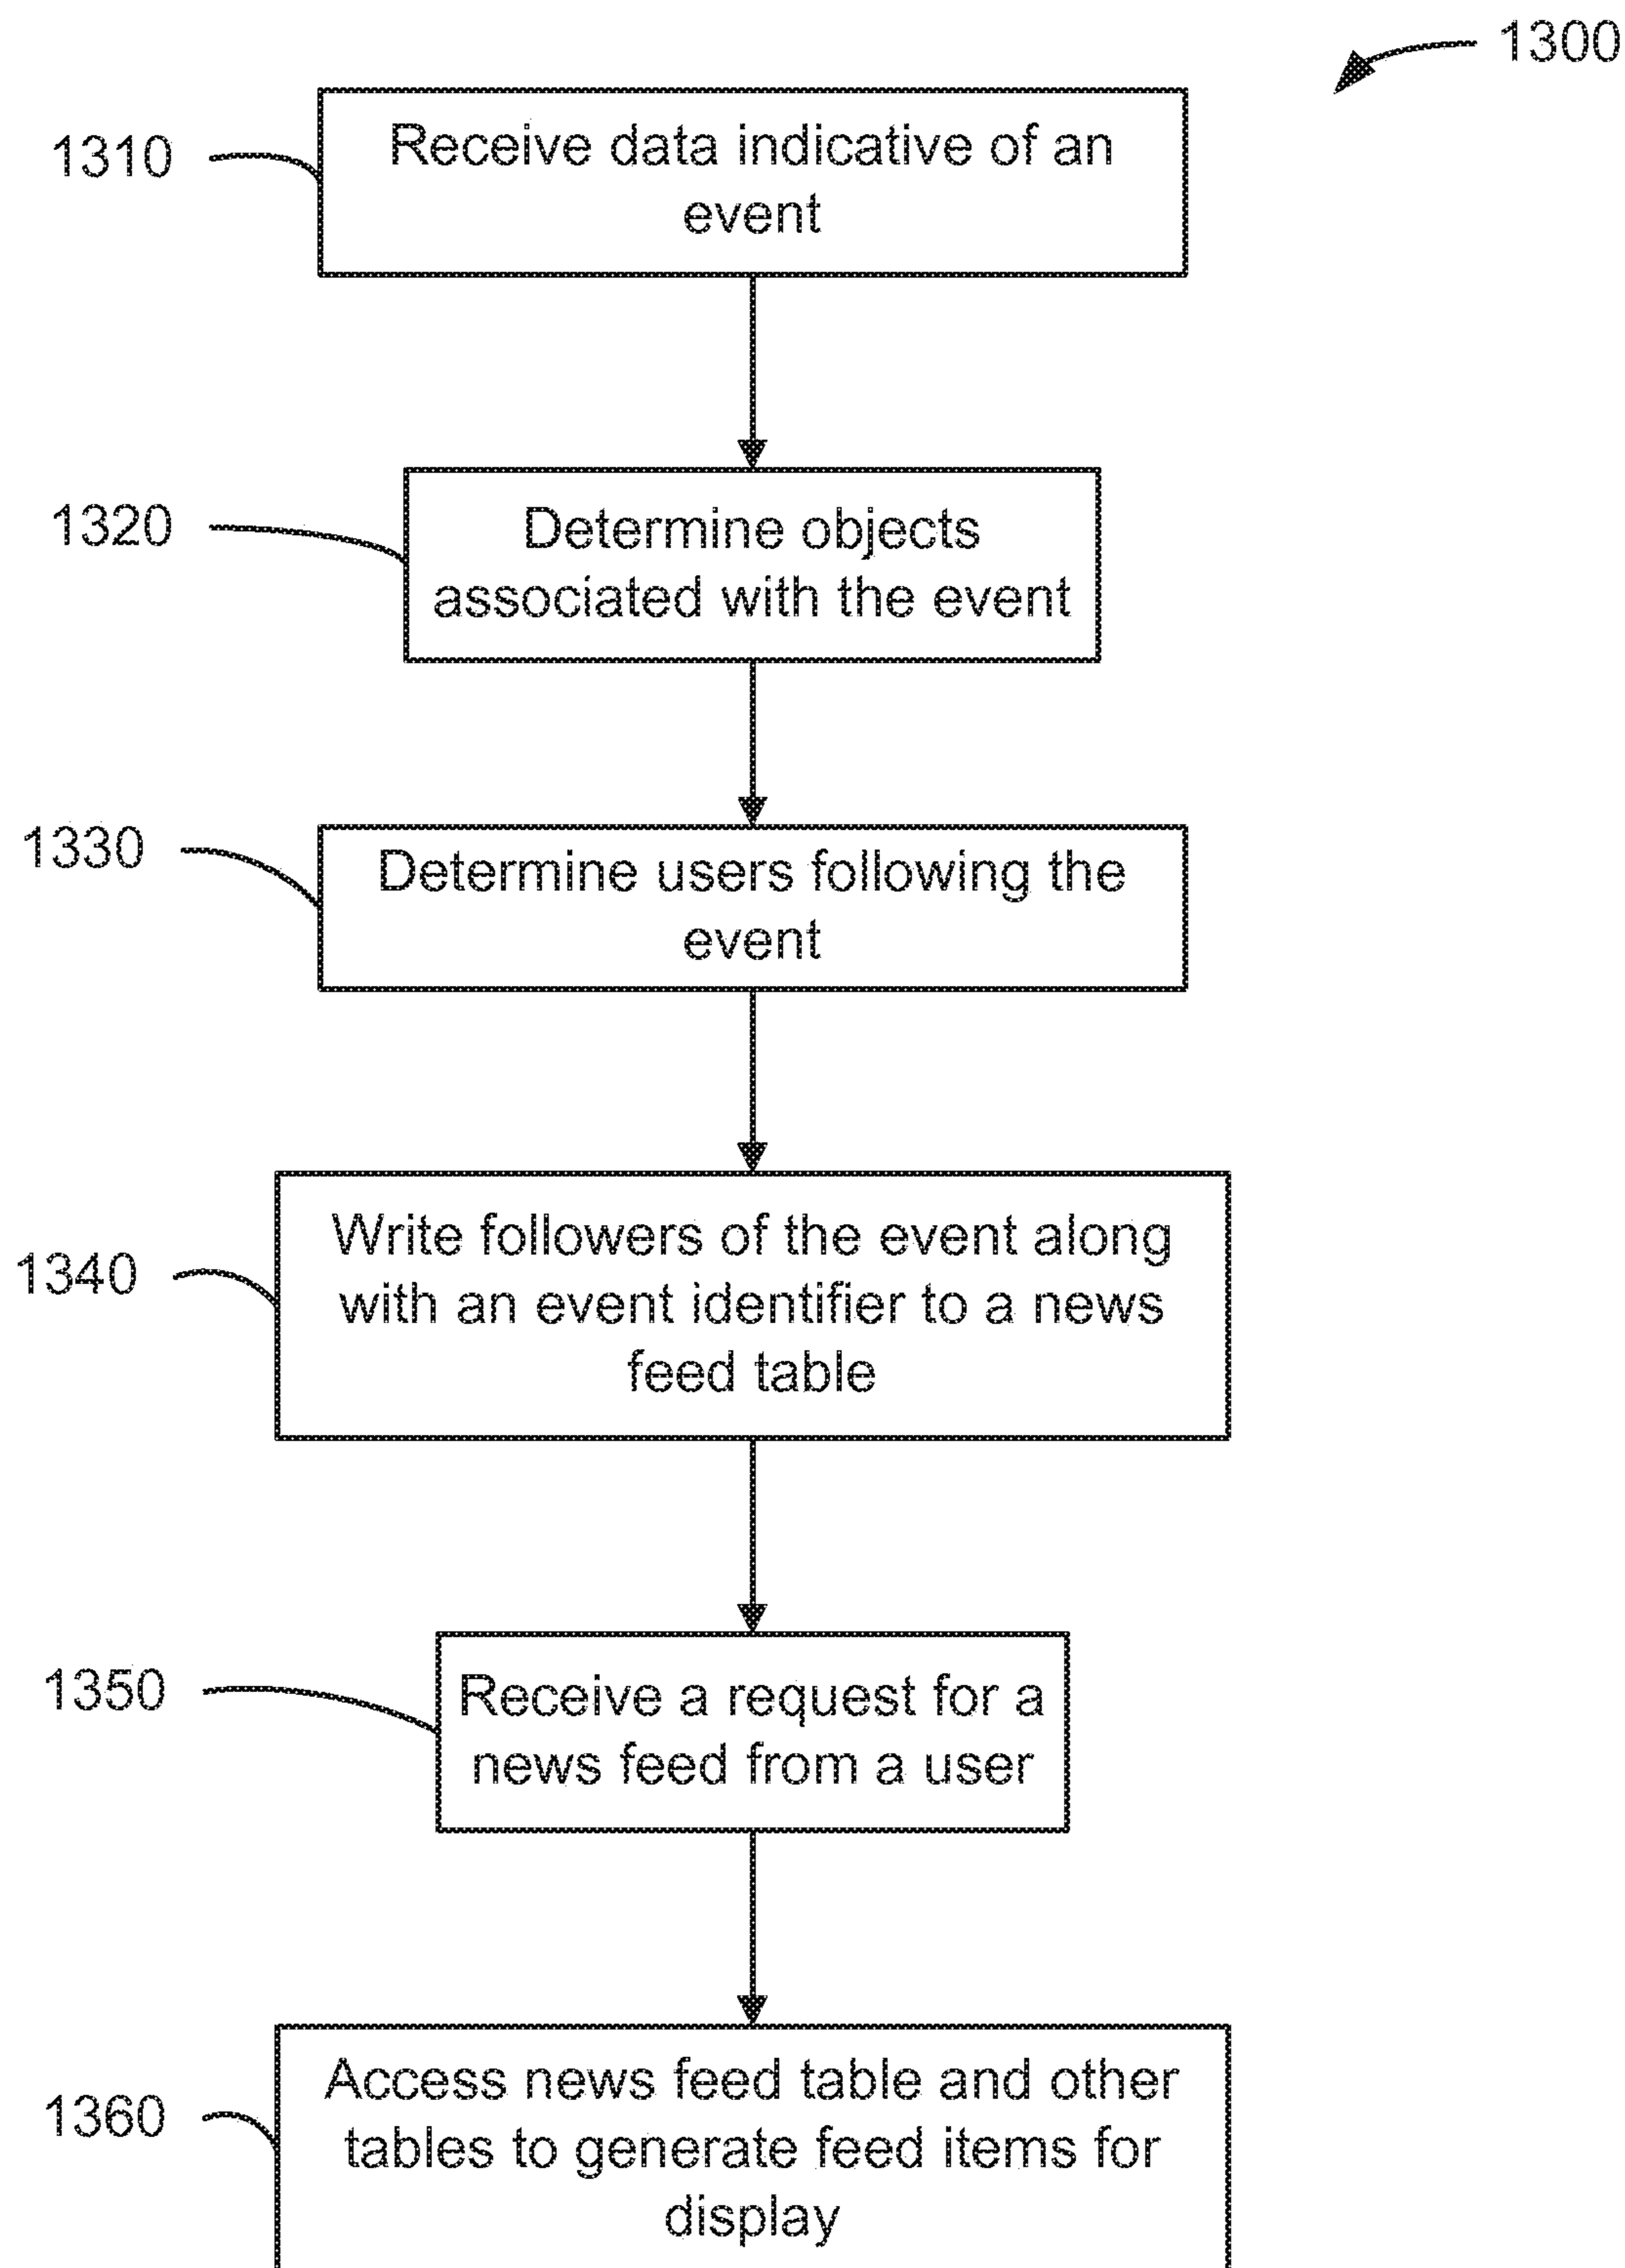 1300
1310
Receive data indicative of an
event
1320
Determine objects
associated with the event
1330
Determine users following the
event
1340
Write followers of the event along
with an event identifier to a news
feed table
1350
Receive a request for a
news feed from a user
1360
Access news feed table and other
tables to generate feed items for
display